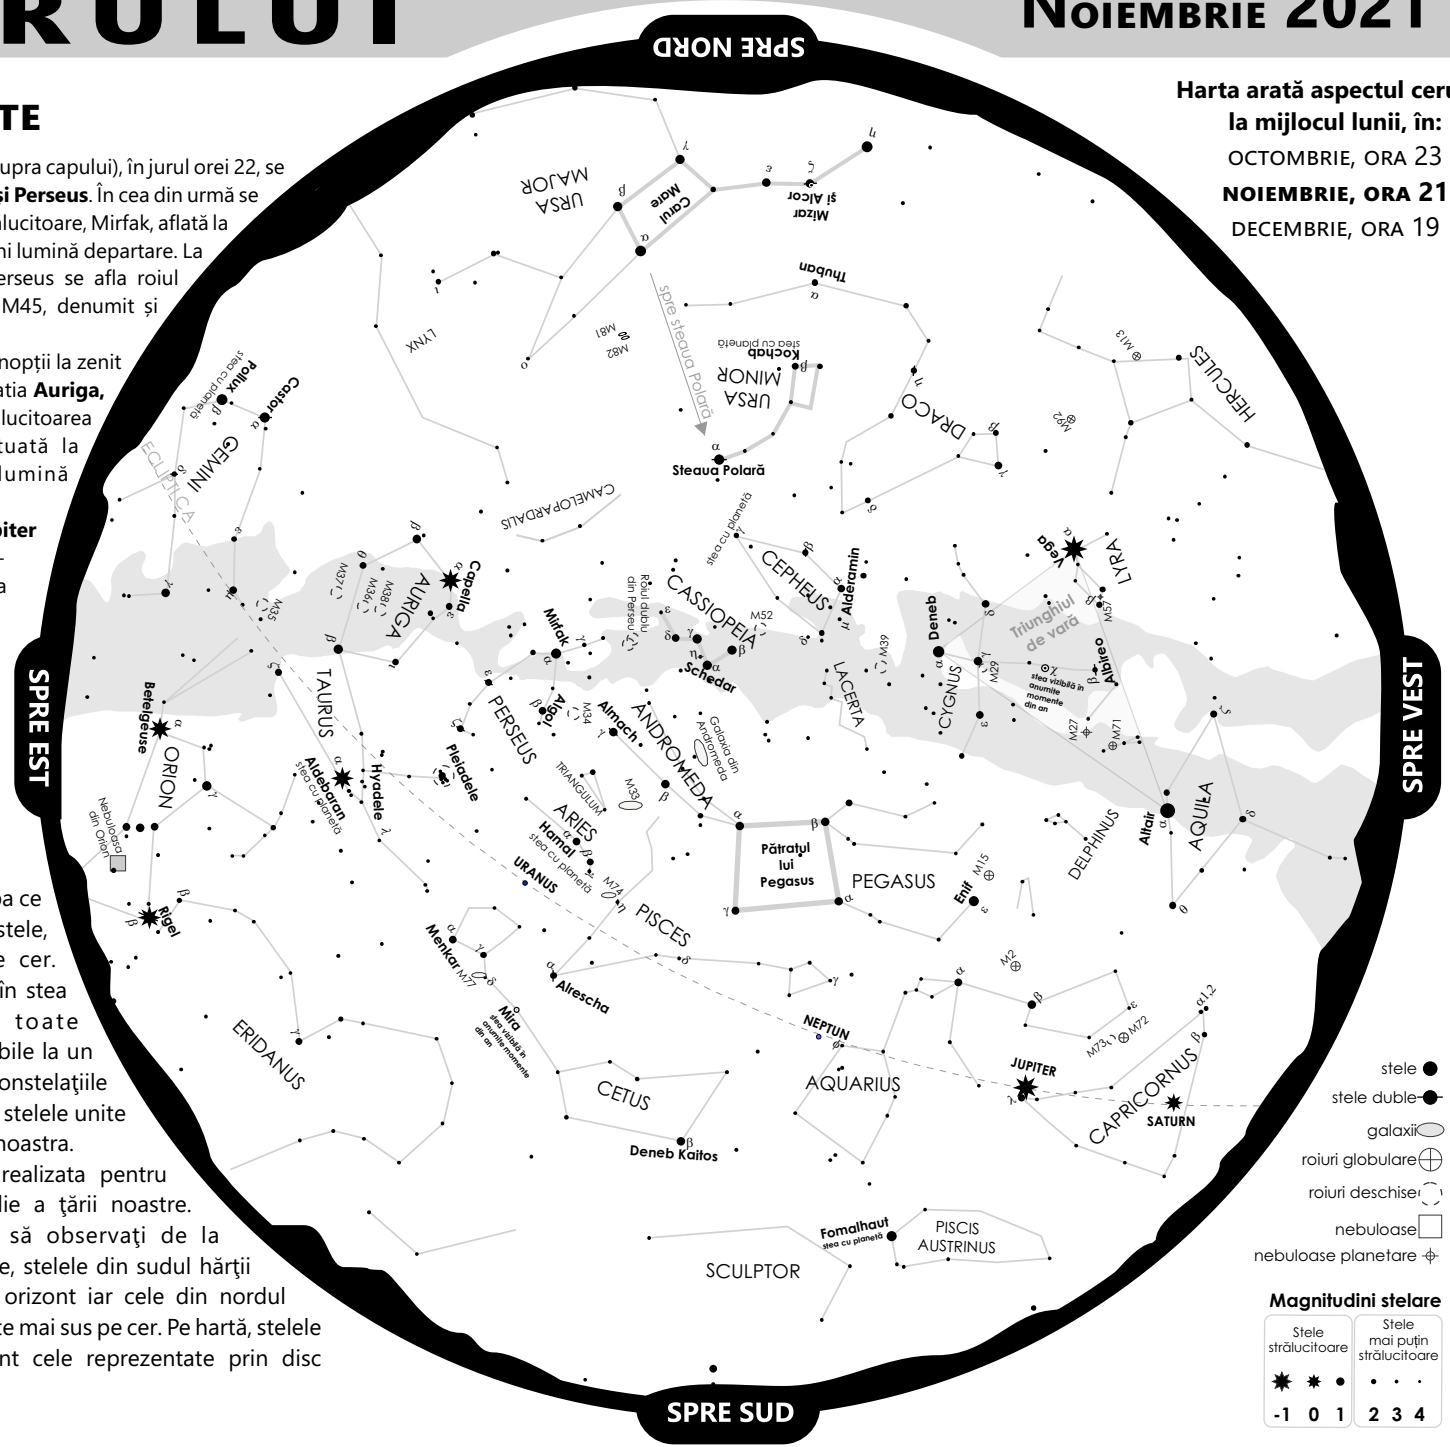 RULUI
NOIEMBRIE 2021
SPRE NORD
Harta arată aspectul ceru
la mijlocul lunii, în:
OCTOMBRIE, ORA 23
NOIEMBRIE, ORA 21
DECEMBRIE, ORA 19
TE
supra capului), în jurul orei 22, se
și Perseus. În cea din urmă se
alucitoare, Mirfak, aflată la
ni lumină departare. La
erseus se afla roiul
M45, denumit și
nopții la zenit
atia Auriga,
alucitoarea
tuată la
lumină
piter
-
a
pa ce
stele,
e cer.
în stea
toate
bile la un
onstelațiile
stelele unite
noastra.
realizata pentru
die a țării noastre.
să observați de la
e, stelele din sudul hărții
orizont iar cele din nordul
te mai sus pe cer. Pe hartă, stelele
nt cele reprezentate prin disc
URSA
MAJOR
Carul
Mare
α
β
γ
ε
ζ
η
Mizar
și Alcor
ι
ο
M81
M82
LYNX
spre steaua Polară
Thuban
α
Kochab
stea cu planetă
β
URSA
MINOR
α
Steaua Polară
DRACO
η
β
γ
δ
M92
M13
HERCULES
Pollux
stea cu planetă
β
Castor
α
GEMINI
δ
ε
γ
η
ECLIPTICA
CAMELOPARDALIS
stea cu planetă
γ
CEPHEUS
β
α
Alderamin
μ
δ
β
θ
M37
M36
M38
AURIGA
Capella
α
ε
ι
β
M35
ζ
Roiul dublu
din Perseu
CASSIOPEIA
M52
ε
δ
γ
η
α
β
Schedar
Vega
α
LYRA
β
M57
Triunghiul
de vară
Deneb
α
δ
γ
M29
M39
CYGNUS
ε
stea vizibilă în
anumite
momente
din an
χ
Albireo
β
M27
M71
LACERTA
Mirfak
α
γ
ε
ζ
Algol
β
M34
PERSEUS
Almach
γ
ANDROMEDA
β
Galaxia din
Andromeda
α
SPRE EST
SPRE VEST
TAURUS
Betelgeuse
α
ORION
γ
Nebuloasa
din Orion
β
Rigel
β
Aldebaran
stea cu planetă
α
Hyadele
λ
Pleiadele
TRIANGULUM
M33
ARIES
Hamal
stea cu planetă
α
β
URANUS
M74
η
PISCES
α
Alrescha
Pătratul
lui
Pegasus
β
γ
α
PEGASUS
Enif
ε
M15
DELPHINUS
Altair
α
AQUILA
ζ
δ
θ
Menkar
α
γ
M77
δ
Mira
stea vizibilă în
anumite momente
din an
ο
ERIDANUS
γ
CETUS
β
Deneb Kaitos
δ
γ
NEPTUN
φ
AQUARIUS
α
β
ε
M2
M73
M72
JUPITER
λ
CAPRICORNUS
α1,2
β
SATURN
Fomalhaut
stea cu planetă
PISCIS
AUSTRINUS
SCULPTOR
SPRE SUD
stele
stele duble
galaxii
roiuri globulare
roiuri deschise
nebuloase
nebuloase planetare
Magnitudini stelare
Stele
strălucitoare
Stele
mai puțin
strălucitoare
-1 0 1 2 3 4